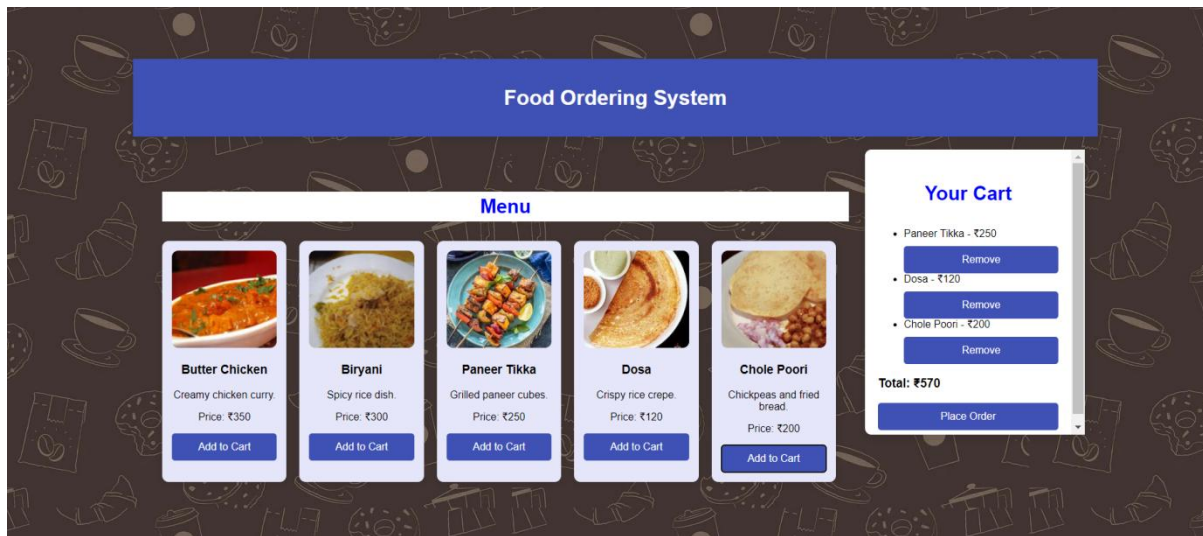 Food Ordering System
Menu
Butter Chicken
Creamy chicken curry.
Price: ₹350
Add to Cart
Biryani
Spicy rice dish.
Price: ₹300
Add to Cart
Paneer Tikka
Grilled paneer cubes.
Price: ₹250
Add to Cart
Dosa
Crispy rice crepe.
Price: ₹120
Add to Cart
Chole Poori
Chickpeas and fried
bread.
Price: ₹200
Add to Cart
Your Cart
• Paneer Tikka - ₹250
Remove
• Dosa - ₹120
Remove
• Chole Poori - ₹200
Remove
Total: ₹570
Place Order